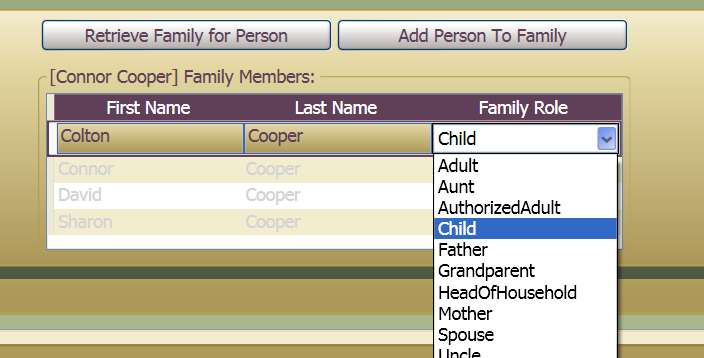 Retrieve Family for Person Add Person To Family
[Connor Cooper] Family Members:
First Name Last Name Family Role
Colton Cooper Child
Connor Cooper
David Cooper
Sharon Cooper
Adult
Aunt
AuthorizedAdult
Child
Father
Grandparent
HeadOfHousehold
Mother
Spouse
Uncle